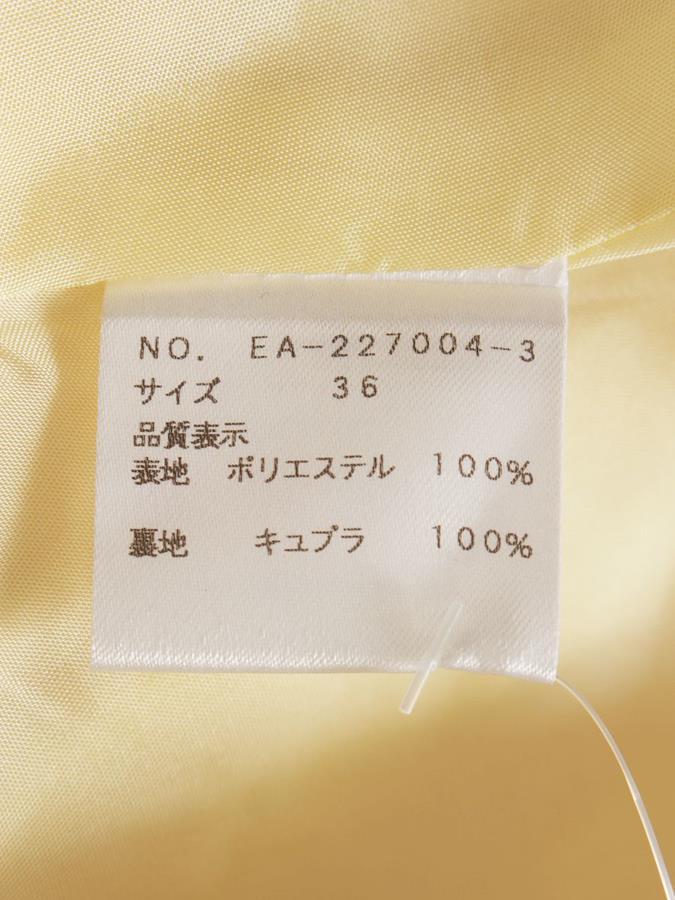 NO. EA-227004-3
サイズ 36
品質表示
表地 ポリエステル 100%
裏地 キュプラ 100%